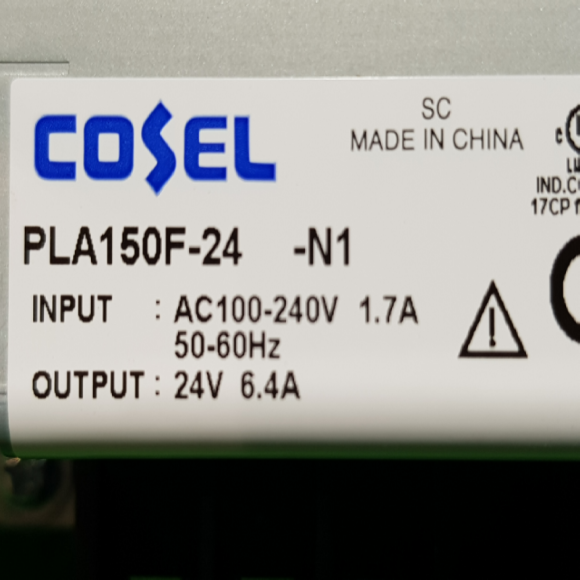 COSEL
SC
MADE IN CHINA
c
IND.C
17CP
PLA150F-24 -N1
INPUT : AC100-240V 1.7A
50-60Hz
OUTPUT : 24V 6.4A